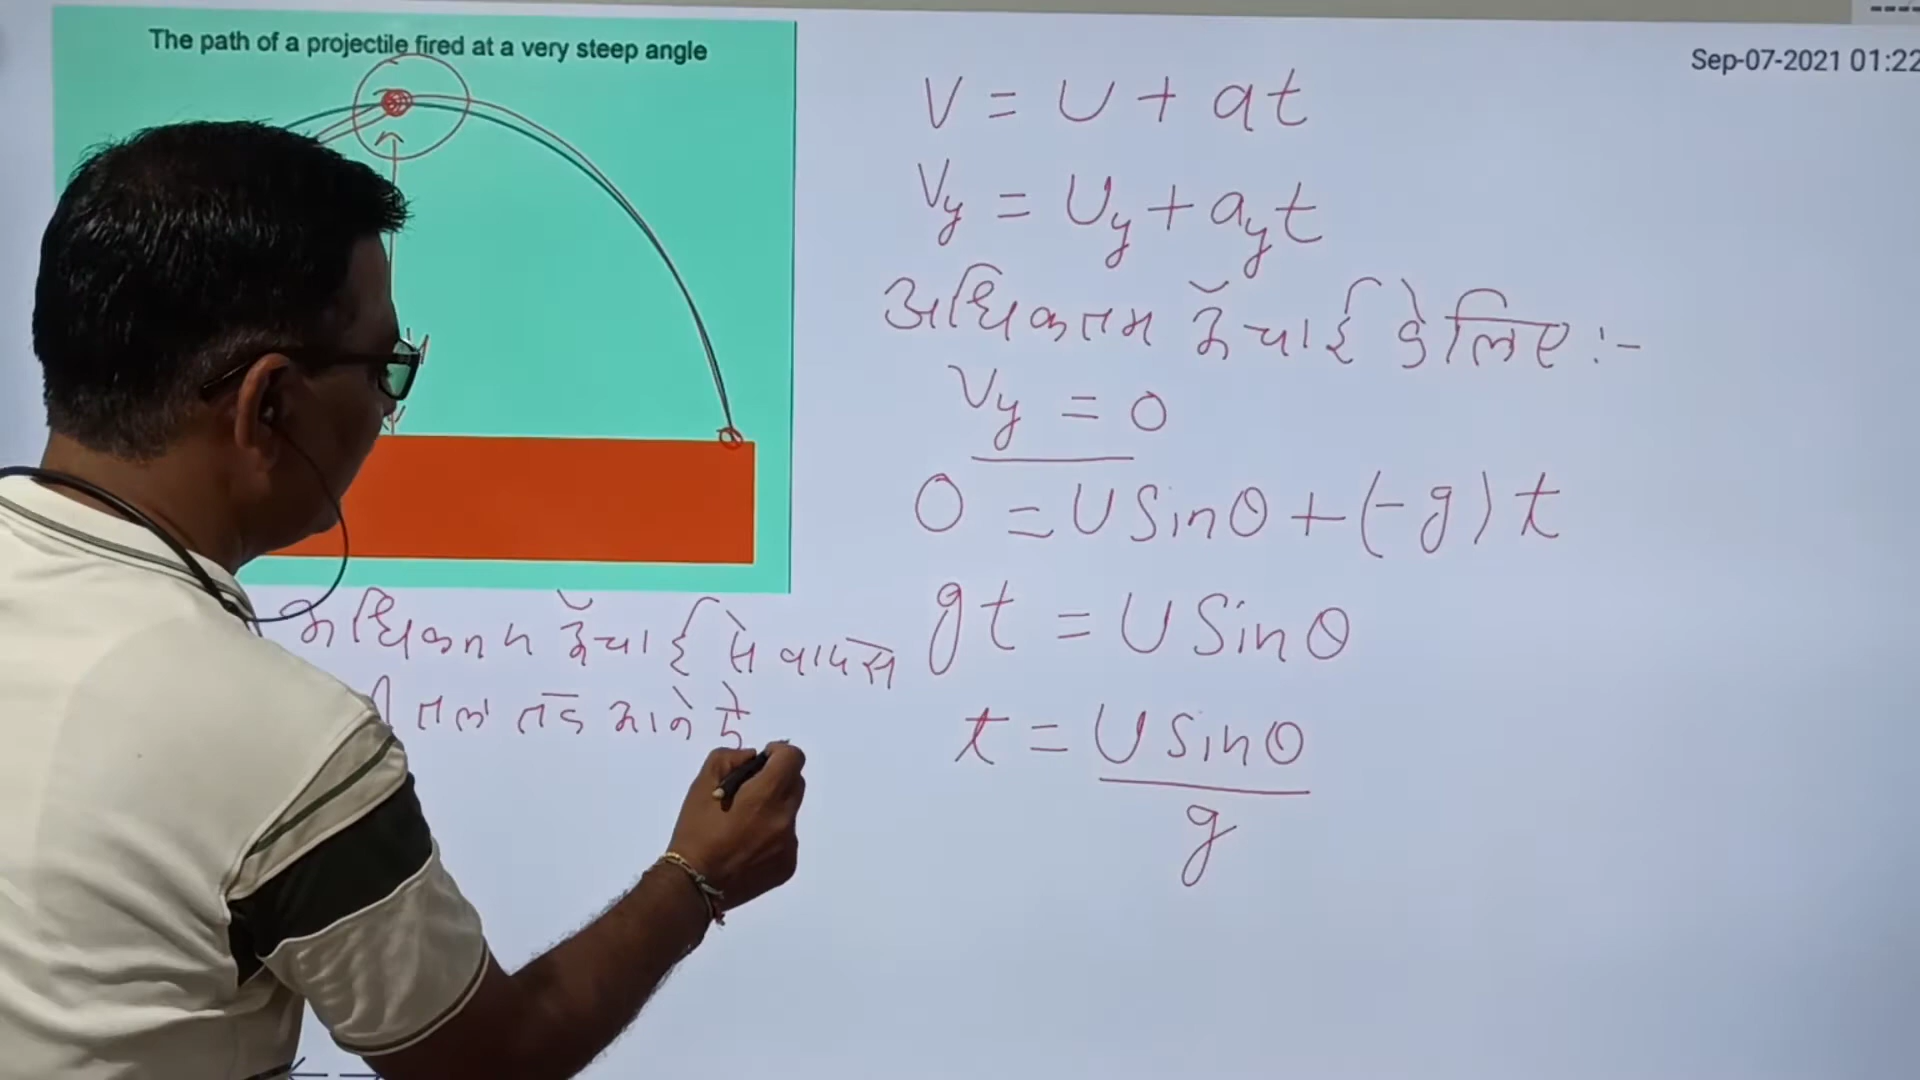 The path of a projectile fired at a very steep angle
Sep-07-2021 01:22
V = U + at
Vy = Uy + ayt
अधिकतम ऊँचाई के लिए :-
Vy = 0
0 = U Sinθ + (-g) t
gt = U Sinθ
t = U Sinθ / g
अधिकतम ऊँचाई से वापस
तल तक आने में